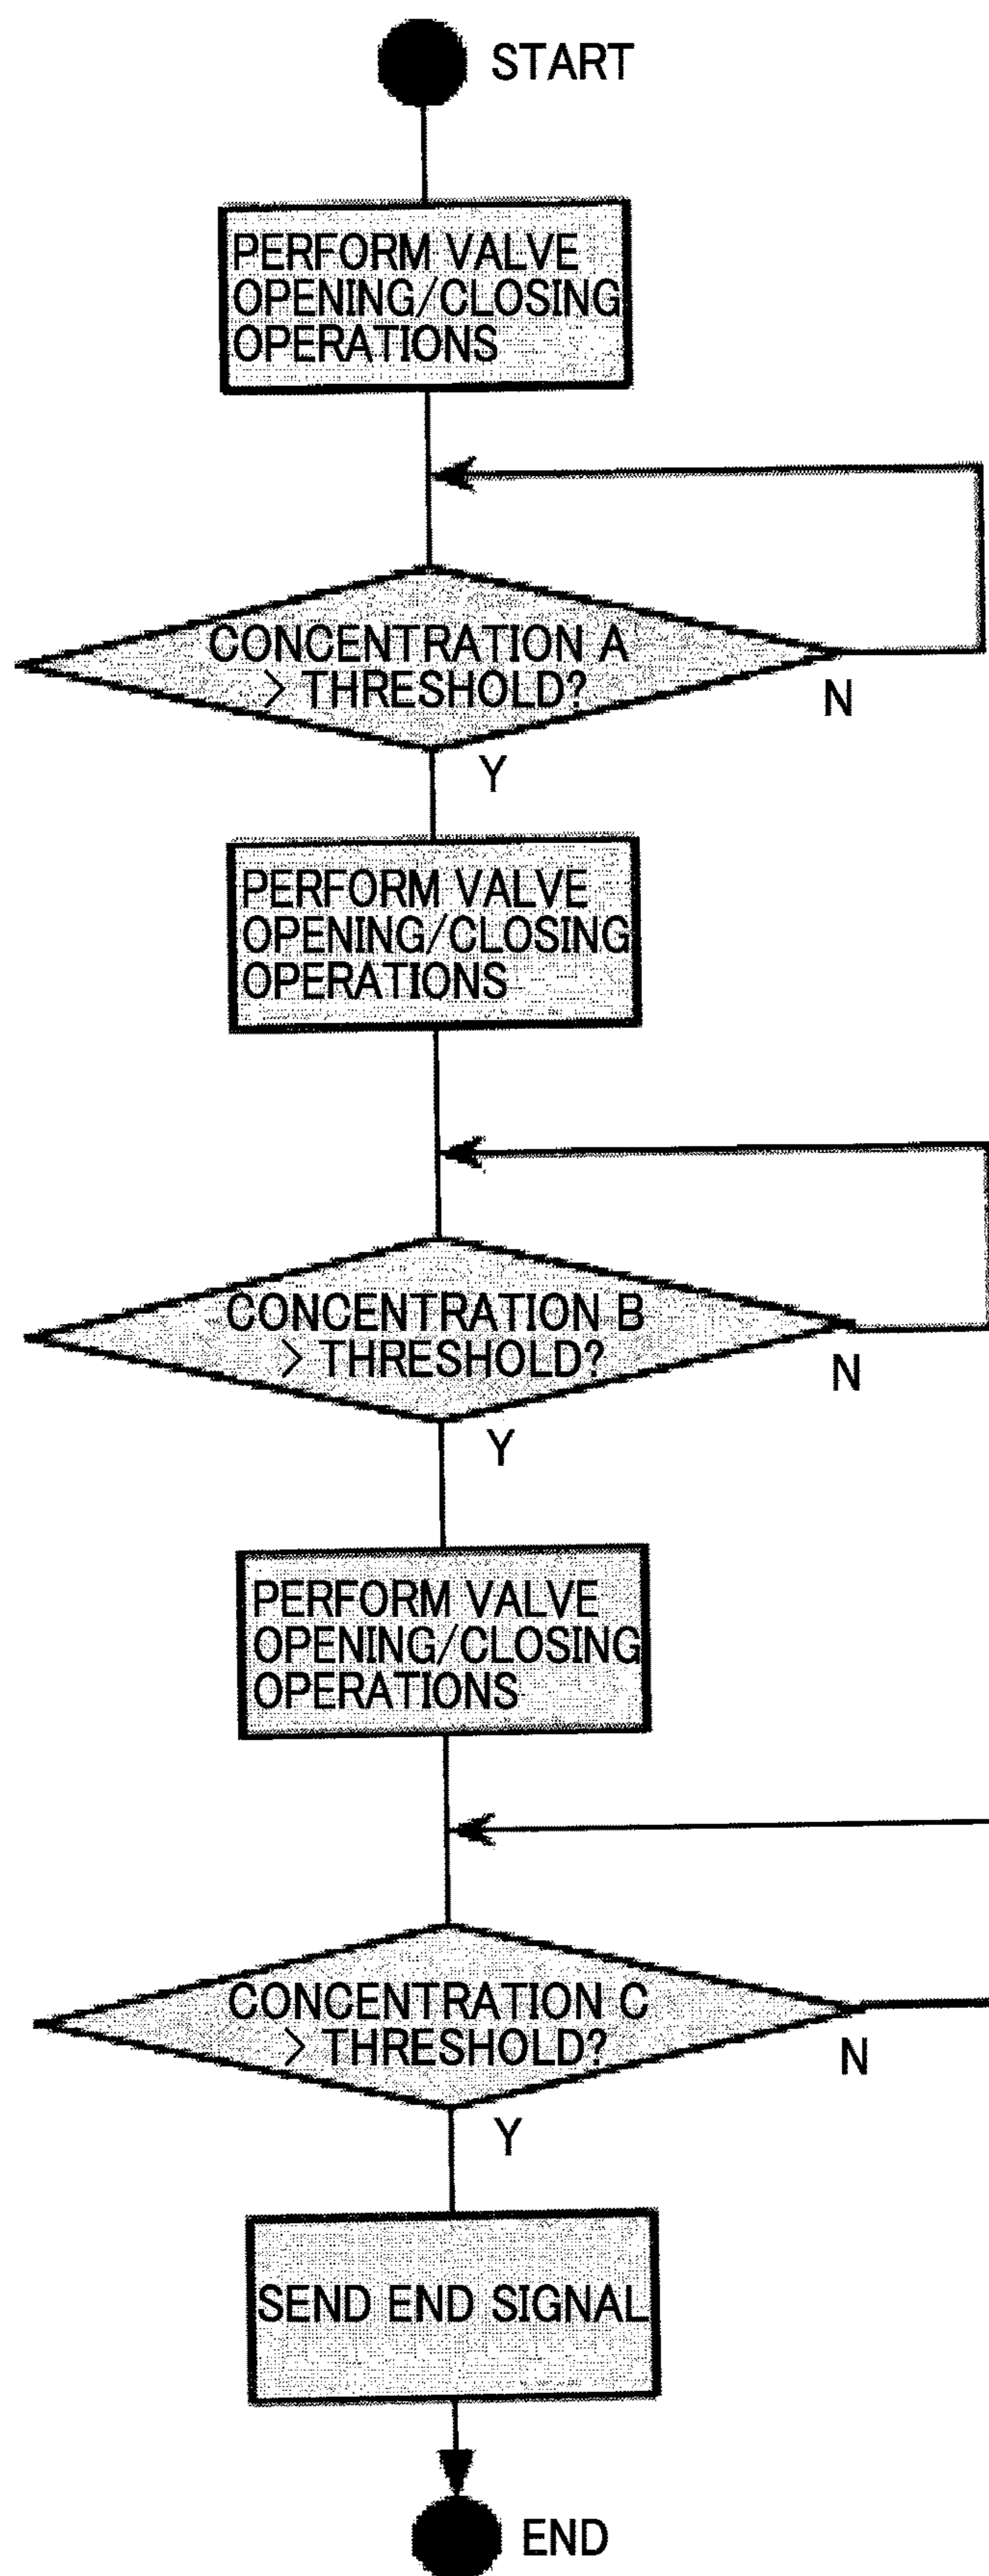 START
PERFORM VALVE
OPENING/CLOSING
OPERATIONS
CONCENTRATION A
> THRESHOLD?
N
Y
PERFORM VALVE
OPENING/CLOSING
OPERATIONS
CONCENTRATION B
> THRESHOLD?
N
Y
PERFORM VALVE
OPENING/CLOSING
OPERATIONS
CONCENTRATION C
> THRESHOLD?
N
Y
SEND END SIGNAL
END